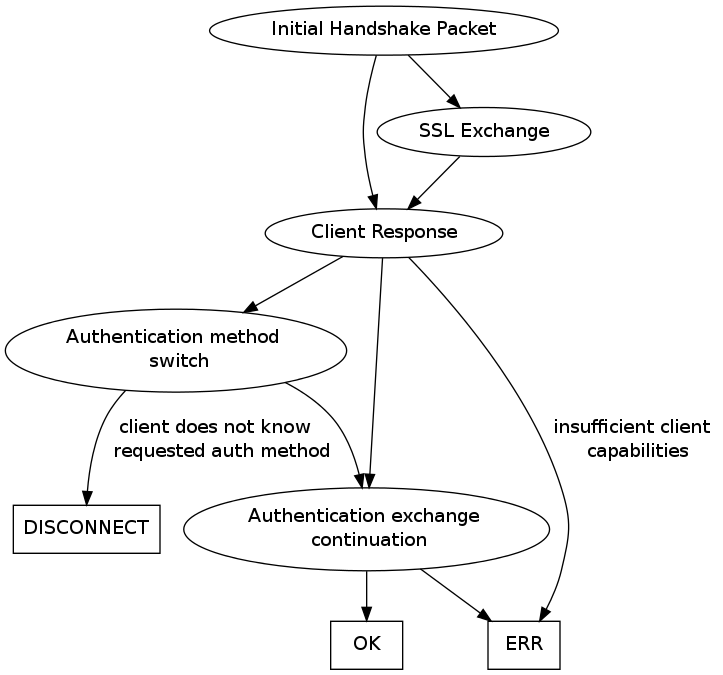 Initial Handshake Packet
SSL Exchange
Client Response
Authentication method
switch
client does not know
requested auth method
insufficient client
capabilities
DISCONNECT
Authentication exchange
continuation
OK
ERR